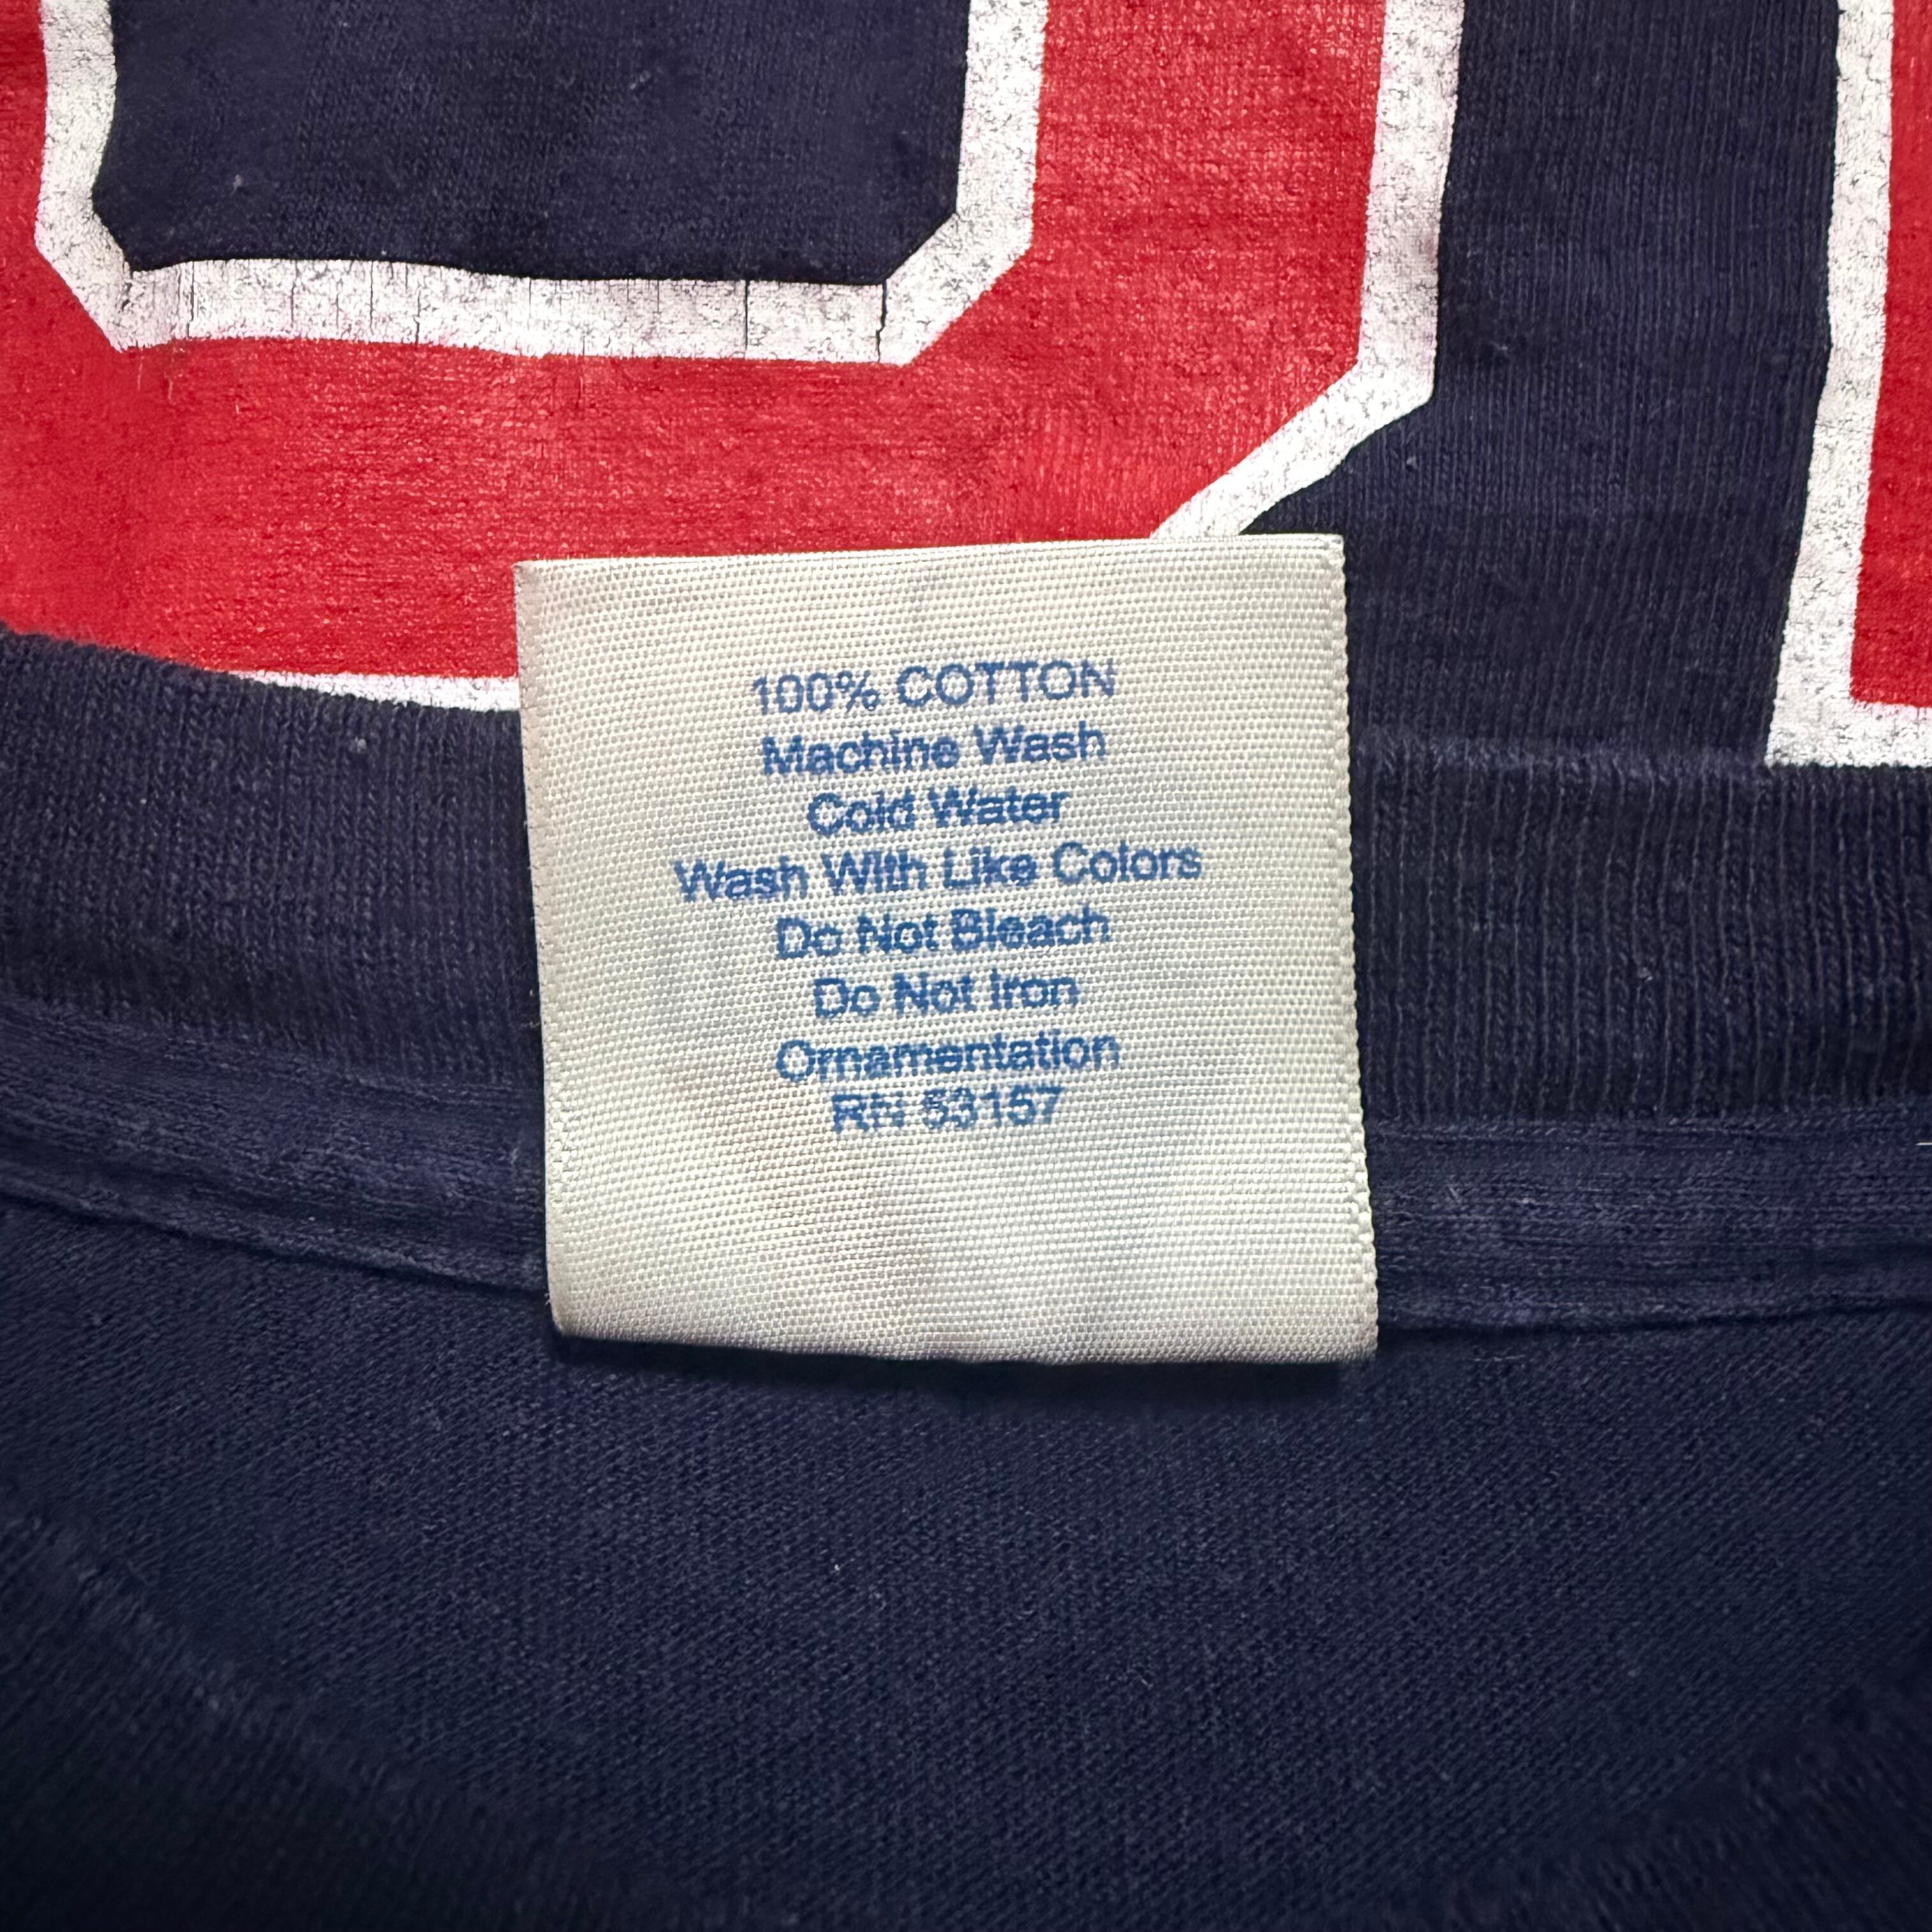 100% COTTON
Machine Wash
Cold Water
Wash With Like Colors
Do Not Bleach
Do Not Iron
Ornamentation
RN 53157